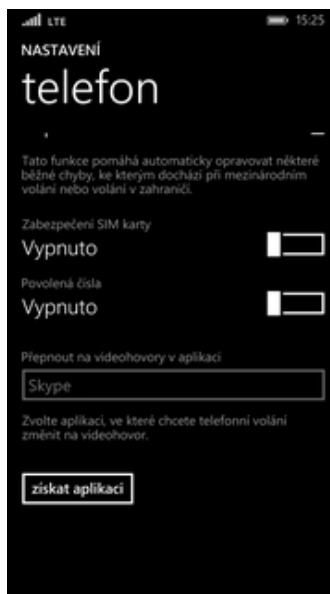 LTE 15:25
NASTAVENÍ
telefon
Tato funkce pomáhá automaticky opravovat některé
běžné chyby, ke kterým dochází při mezinárodním
volání nebo volání v zahraničí.
Zabezpečení SIM karty
Vypnuto
Povolená čísla
Vypnuto
Přepnout na videohovory v aplikaci
Skype
Zvolte aplikaci, ve které chcete telefonní volání
změnit na videohovor.
získat aplikaci